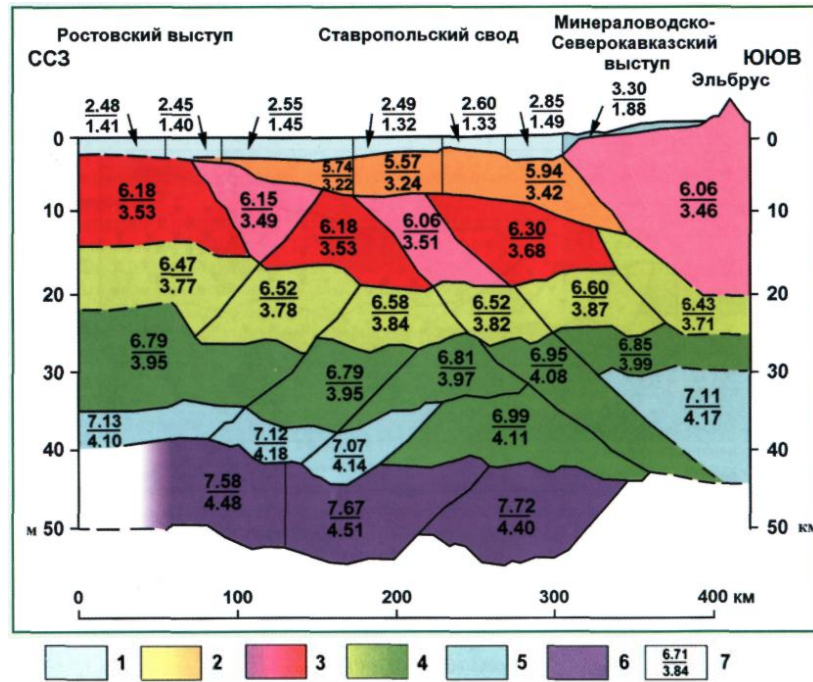 Ростовский выступ
Ставропольский свод
Минераловодско-
Северокавказский
выступ
ССЗ
ЮЮВ
Эльбрус
2.48 2.45 2.55 2.49 2.60 2.85 3.30
1.41 1.40 1.45 1.32 1.33 1.49 1.88
0 0
5.74 5.57 5.94
3.22 3.24 3.42
6.18 6.15 6.18 6.06 6.30 6.06
3.53 3.49 3.53 3.51 3.68 3.46
10 10
6.47 6.52 6.58 6.52 6.60 6.43
3.77 3.78 3.84 3.82 3.87 3.71
20 20
6.79 6.79 6.81 6.95 6.85
3.95 3.95 3.97 4.08 3.99
30 30
7.13 7.12 7.07 6.99 7.11
4.10 4.18 4.14 4.11 4.17
40 40
7.58 7.67 7.72
4.48 4.51 4.40
м 50 50 км
0 100 200 300 400 км
1 2 3 4 5 6 6.71 7
3.84